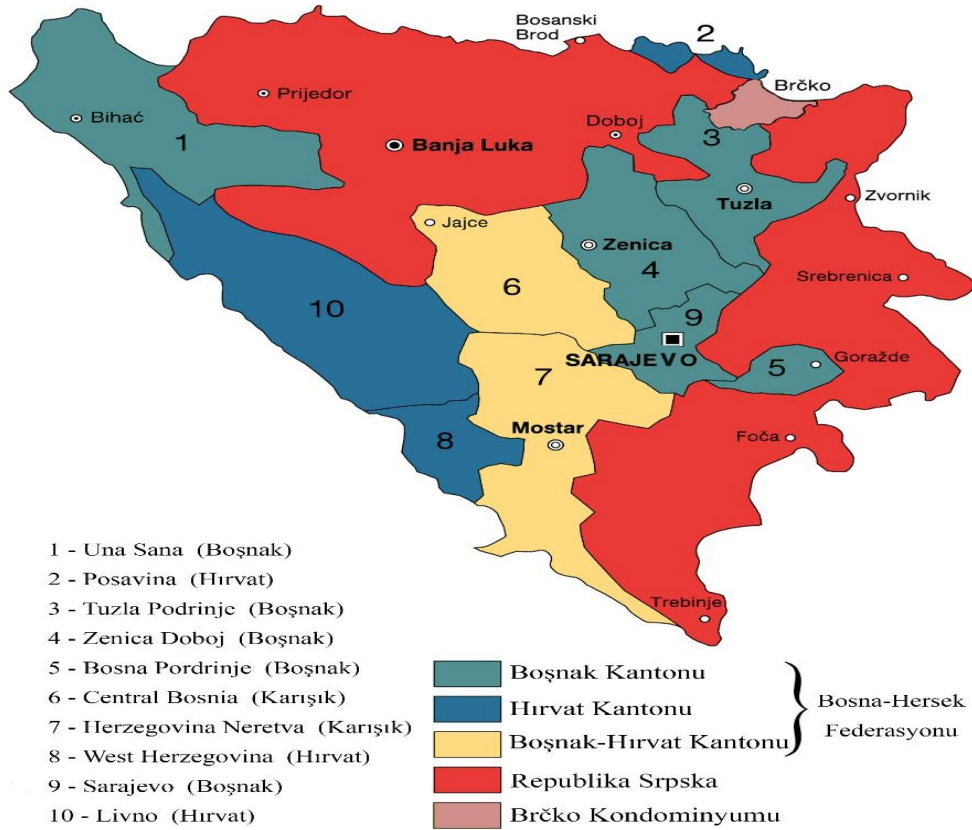 Bosanski
Brod
2
Brčko
Prijedor
Bihać
1
Doboj
3
Banja Luka
Tuzla
Zvornik
Jajce
Zenica
4
Srebrenica
6
10
9
SARAJEVO
Goražde
5
7
Mostar
8
Foča
Trebinje
1 - Una Sana (Boşnak)
2 - Posavina (Hırvat)
3 - Tuzla Podrinje (Boşnak)
4 - Zenica Doboj (Boşnak)
5 - Bosna Pordrinje (Boşnak)
6 - Central Bosnia (Karışık)
7 - Herzegovina Neretva (Karışık)
8 - West Herzegovina (Hırvat)
9 - Sarajevo (Boşnak)
10 - Livno (Hırvat)
Boşnak Kantonu
Hırvat Kantonu
Boşnak-Hırvat Kantonu
Bosna-Hersek
Federasyonu
Republika Srpska
Brčko Kondominyumu